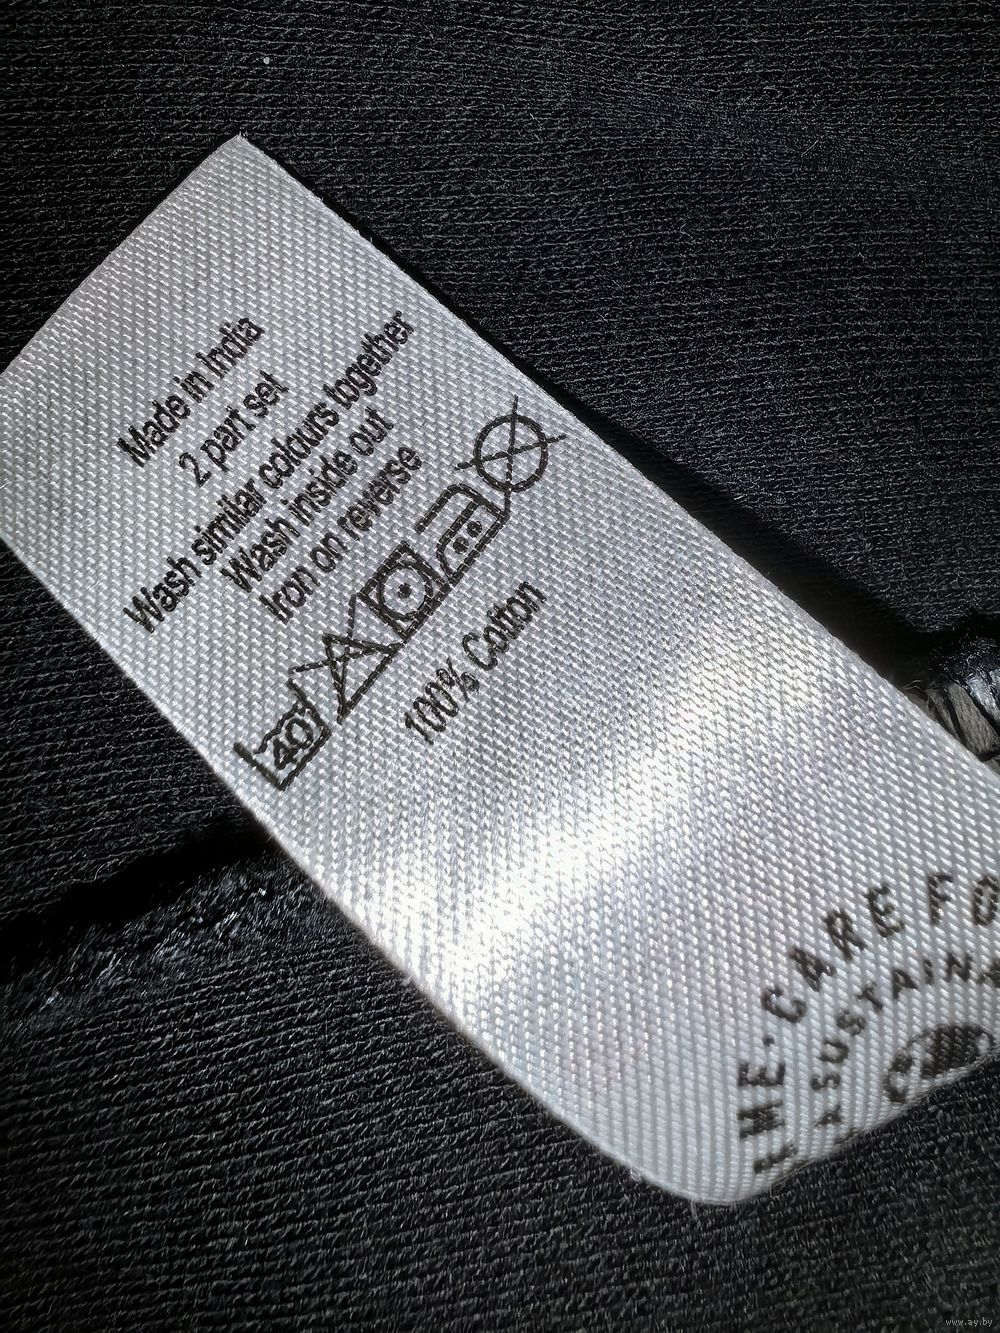 Made in India
2 part set
Wash similar colours together
Wash inside out
Iron on reverse
40
100% Cotton
ME. CARE FO
A SUSTAINA
www.ay.by